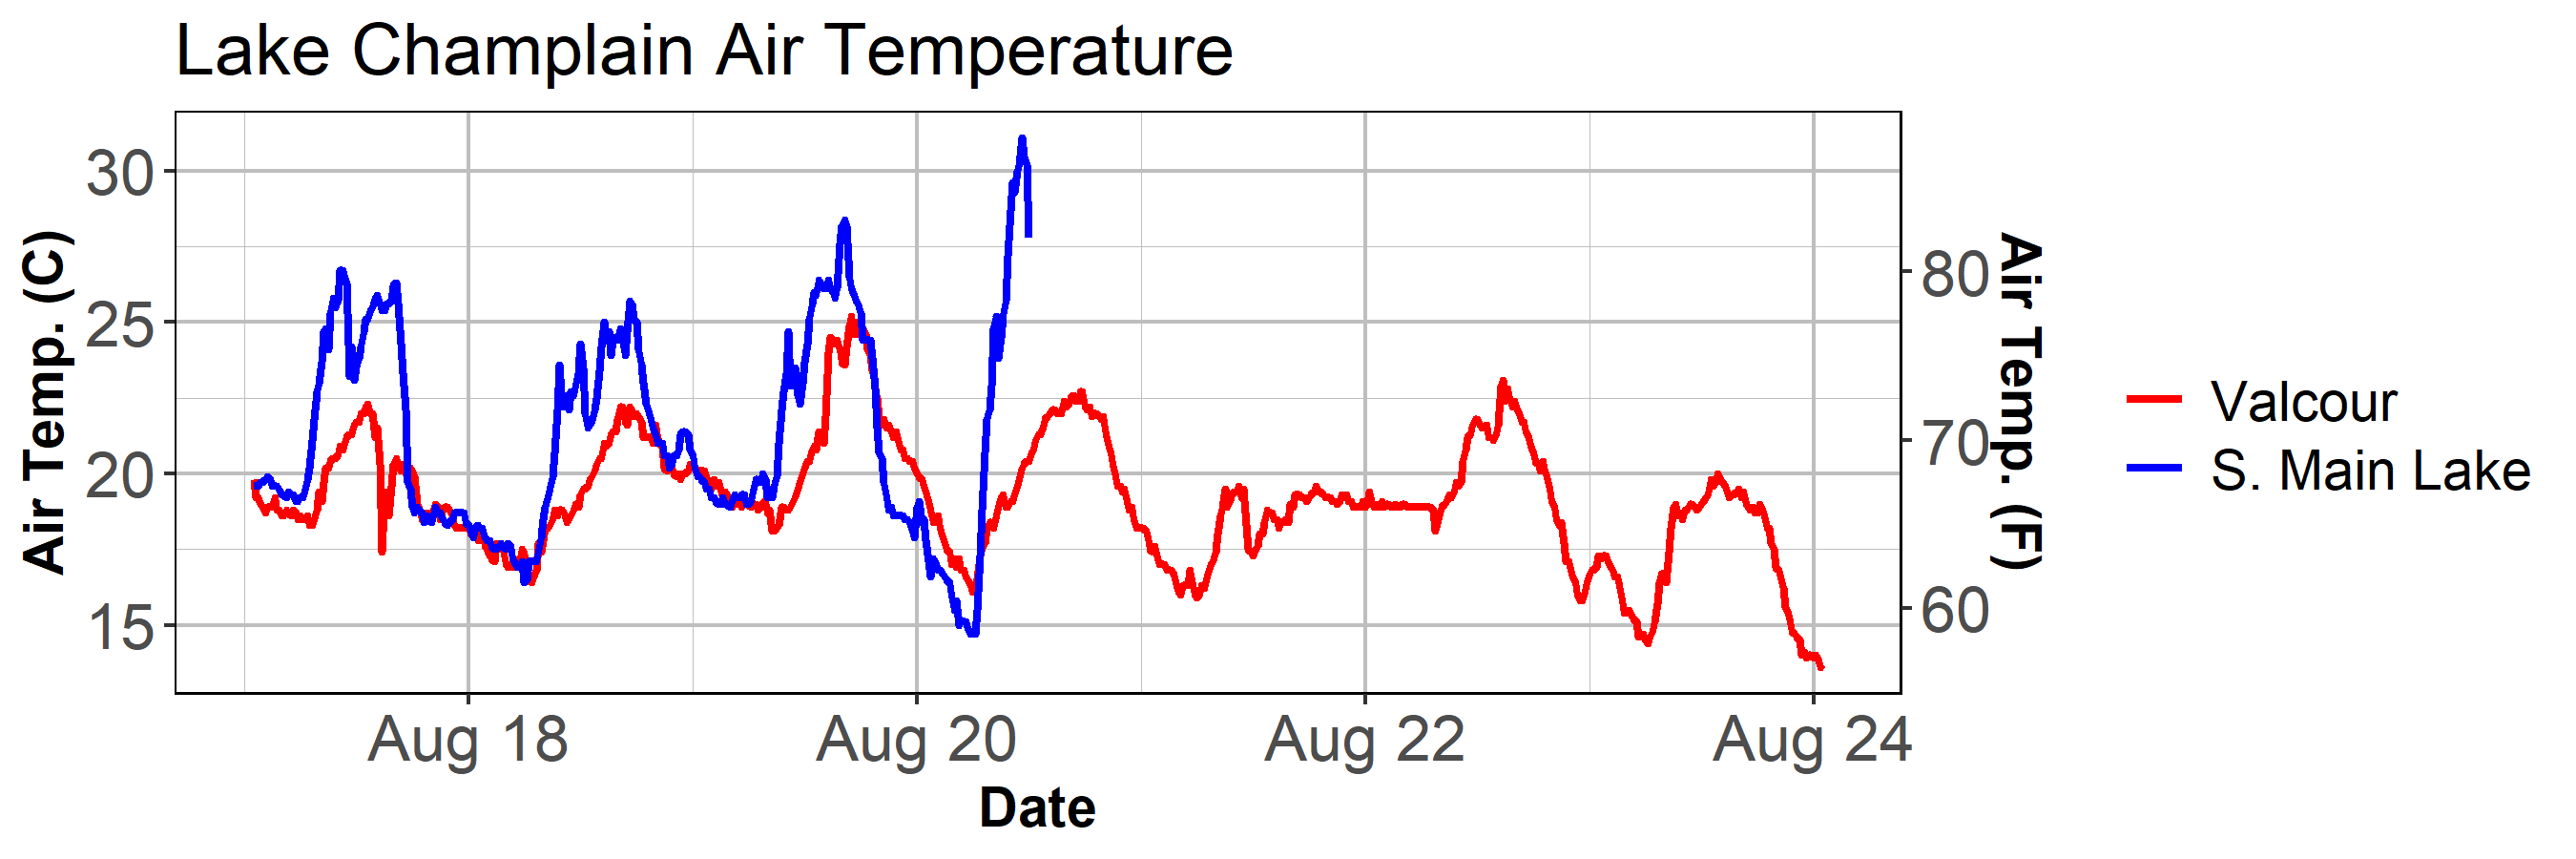 Lake Champlain Air Temperature
Air Temp. (C)
30
25
20
15
80
70
60
Air Temp. (F)
Valcour
S. Main Lake
Aug 18
Aug 20
Aug 22
Aug 24
Date